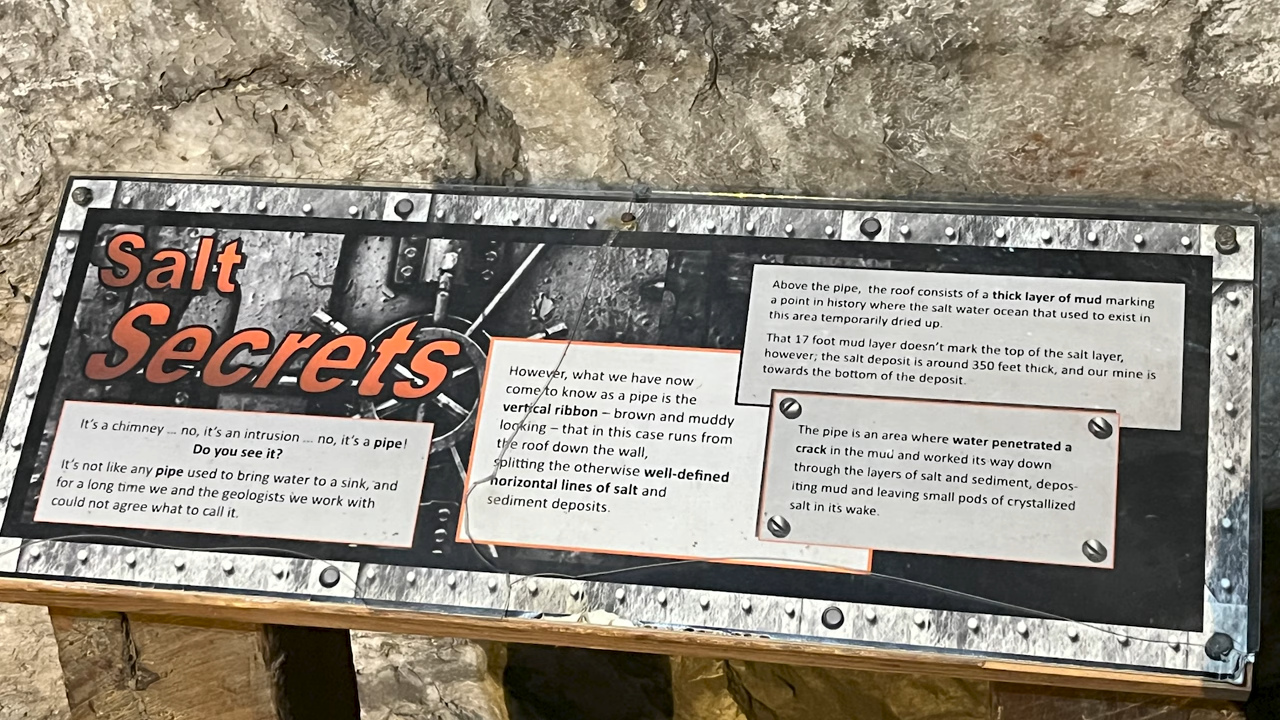 Salt
Secrets
It's a chimney ... no, it's an intrusion ... no, it's a pipe!
Do you see it?
It's not like any pipe used to bring water to a sink, and
for a long time we and the geologists we work with
could not agree what to call it.
However, what we have now
come to know as a pipe is the
vertical ribbon – brown and muddy
looking – that in this case runs from
the roof down the wall,
splitting the otherwise well-defined
horizontal lines of salt and
sediment deposits.
Above the pipe, the roof consists of a thick layer of mud marking
a point in history where the salt water ocean that used to exist in
this area temporarily dried up.
That 17 foot mud layer doesn't mark the top of the salt layer,
however; the salt deposit is around 350 feet thick, and our mine is
towards the bottom of the deposit.
The pipe is an area where water penetrated a
crack in the mud and worked its way down
through the layers of salt and sediment, depos-
iting mud and leaving small pods of crystallized
salt in its wake.